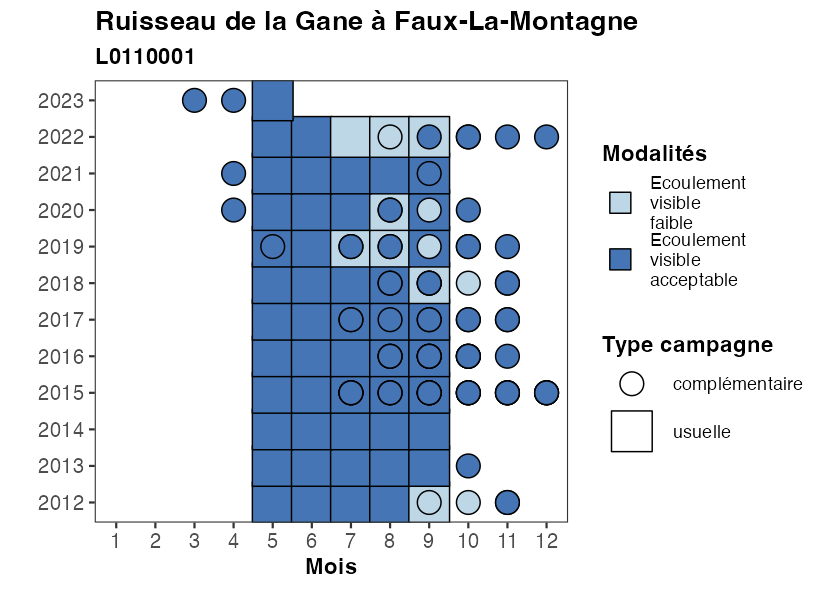 Ruisseau de la Gane à Faux-La-Montagne
L0110001
2023
2022
2021
2020
2019
2018
2017
2016
2015
2014
2013
2012
1 2 3 4 5 6 7 8 9 10 11 12
Mois
Modalités
Ecoulement
visible
faible
Ecoulement
visible
acceptable
Type campagne
complémentaire
usuelle